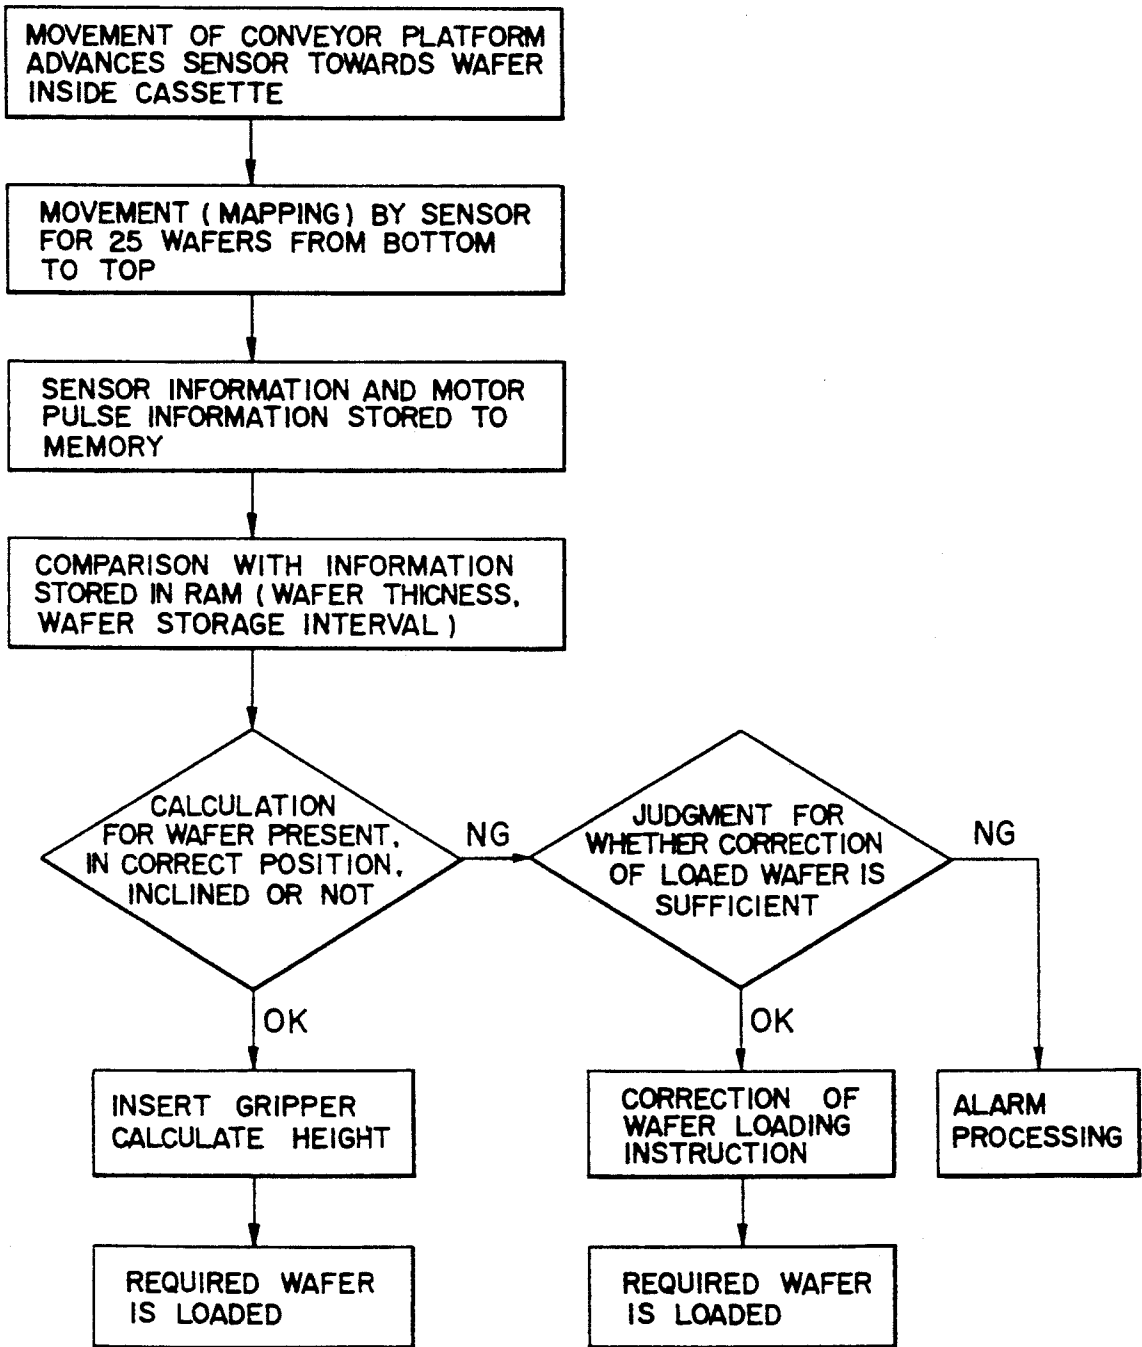 MOVEMENT OF CONVEYOR PLATFORM
ADVANCES SENSOR TOWARDS WAFER
INSIDE CASSETTE
MOVEMENT (MAPPING) BY SENSOR
FOR 25 WAFERS FROM BOTTOM
TO TOP
SENSOR INFORMATION AND MOTOR
PULSE INFORMATION STORED TO
MEMORY
COMPARISON WITH INFORMATION
STORED IN RAM (WAFER THICNESS,
WAFER STORAGE INTERVAL)
CALCULATION
FOR WAFER PRESENT,
IN CORRECT POSITION,
INCLINED OR NOT
NG
JUDGMENT FOR
WHETHER CORRECTION
OF LOAED WAFER IS
SUFFICIENT
NG
OK
OK
INSERT GRIPPER
CALCULATE HEIGHT
CORRECTION OF
WAFER LOADING
INSTRUCTION
ALARM
PROCESSING
REQUIRED WAFER
IS LOADED
REQUIRED WAFER
IS LOADED